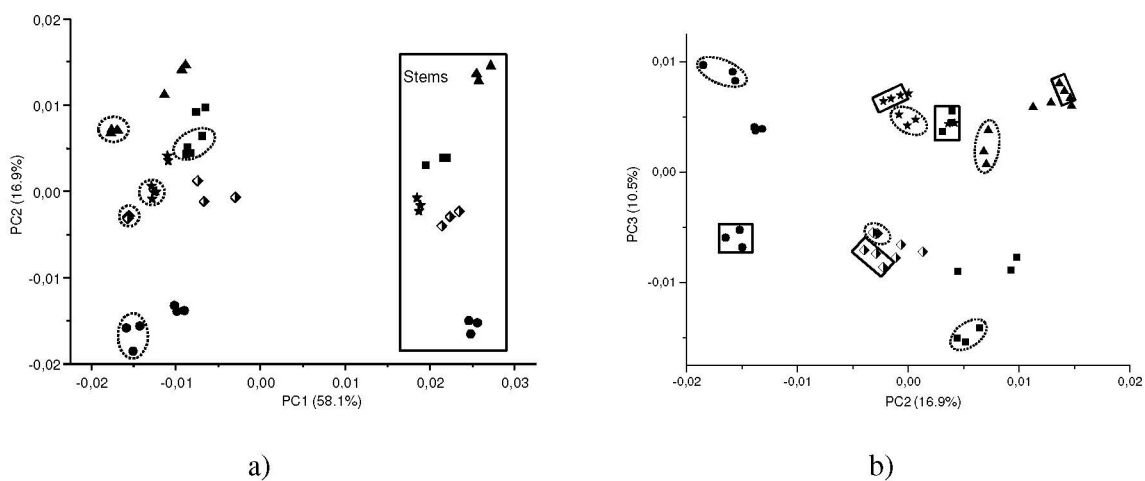 0,02
0,01
0,00
-0,01
-0,02
PC2 (16.9%)
Stems
-0,02 -0,01 0,00 0,01 0,02 0,03
PC1 (58.1%)
a)
0,01
0,00
-0,01
PC3 (10.5%)
-0,02 -0,01 0,00 0,01 0,02
PC2 (16.9%)
b)